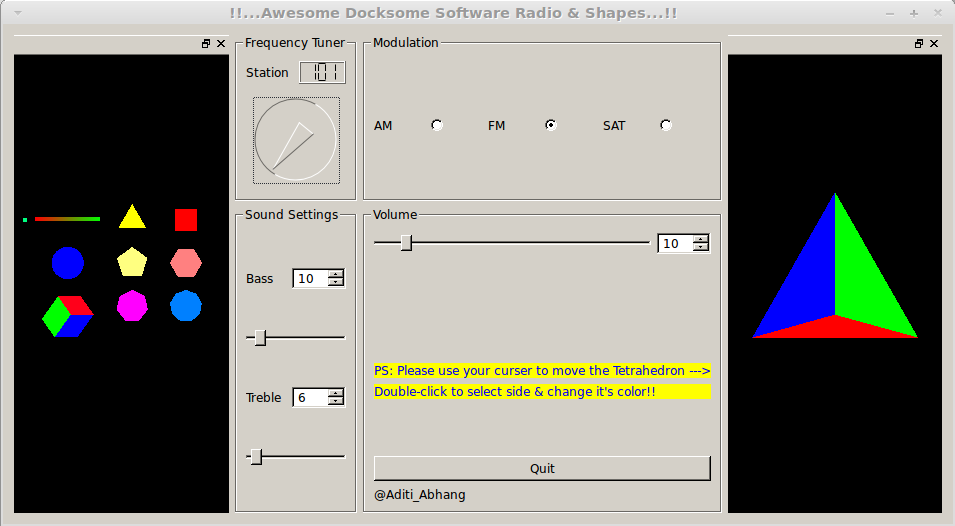 !!...Awesome Docksome Software Radio & Shapes...!!
Frequency Tuner
Station 101
Modulation
AM FM SAT
Sound Settings
Bass 10
Treble 6
Volume
10
PS: Please use your curser to move the Tetrahedron --->
Double-click to select side & change it's color!!
Quit
@Aditi_Abhang